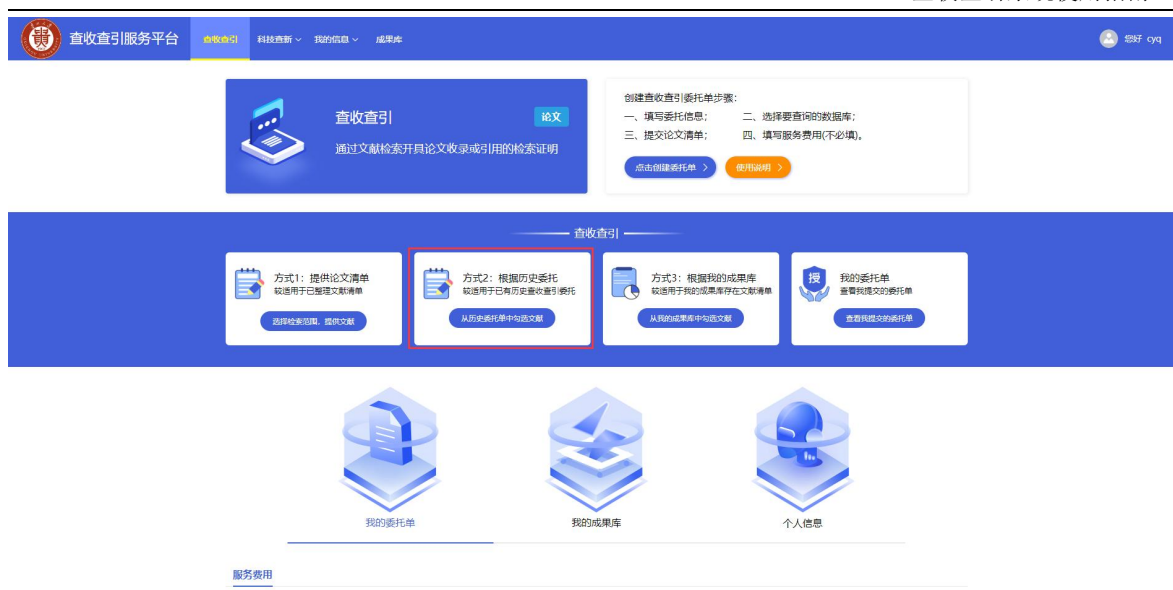 查收查引服务平台 查收查引 科技查新 我的信息 成果库 您好 cyq
查收查引 论文
通过文献检索开具论文收录或引用的检索证明
创建查收查引委托单步骤:
一、填写委托信息; 二、选择要查询的数据库;
三、提交论文清单; 四、填写服务费用(不必填)。
点击创建委托单 > 使用说明 >
查收查引
方式1: 提供论文清单
较适用于已整理文献清单
选择检索范围,提供文献
方式2: 根据历史委托
较适用于已有历史查收查引委托
从历史委托单中勾选文献
方式3: 根据我的成果库
较适用于我的成果库存在文献清单
从我的成果库中勾选文献
授
我的委托单
查看我提交的委托单
查看我提交的委托单
我的委托单 我的成果库 个人信息
服务费用